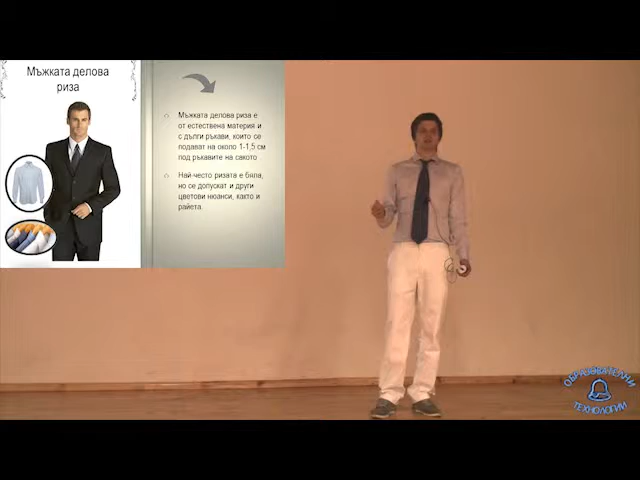 Мъжката делова
риза
Мъжката делова риза е
от естествена материя и
с дълги ръкави, които се
подават на около 1-1,5 см
под ръкавите на сакото
Най-често ризата е бяла,
но се допускат и други
цветови нюанси, както и
райета.
ОБРАЗОВАТЕЛНИ
ТЕХНОЛОГИИ